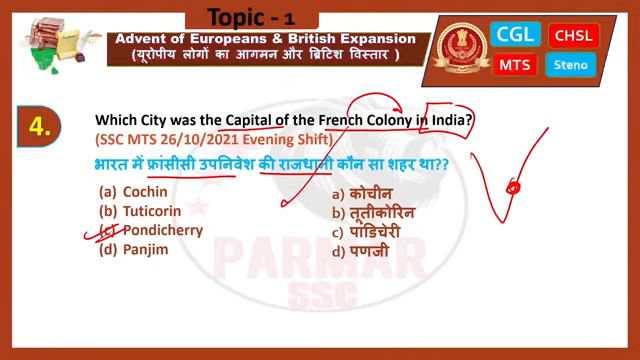 Topic - 1
Advent of Europeans & British Expansion
(यूरोपीय लोगों का आगमन और ब्रिटिश विस्तार )
CGL
CHSL
MTS
Steno
4.
Which City was the Capital of the French Colony in India?
(SSC MTS 26/10/2021 Evening Shift)
भारत में फ्रांसीसी उपनिवेश की राजधानी कौन सा शहर था??
(a) Cochin
(b) Tuticorin
(c) Pondicherry
(d) Panjim
a) कोचीन
b) तूतीकोरिन
c) पांडिचेरी
d) पणजी
PARMAR
SSC